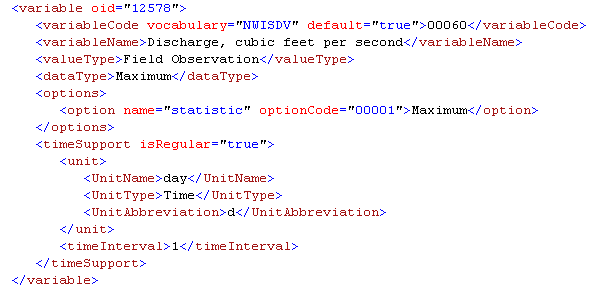 <variable oid="12578">
<variableCode vocabulary="NWISDV" default="true">00060</variableCode>
<variableName>Discharge, cubic feet per second</variableName>
<valueType>Field Observation</valueType>
<dataType>Maximum</dataType>
<options>
<option name="statistic" optionCode="00001">Maximum</option>
</options>
<timeSupport isRegular="true">
<unit>
<UnitName>day</UnitName>
<UnitType>Time</UnitType>
<UnitAbbreviation>d</UnitAbbreviation>
</unit>
<timeInterval>1</timeInterval>
</timeSupport>
</variable>